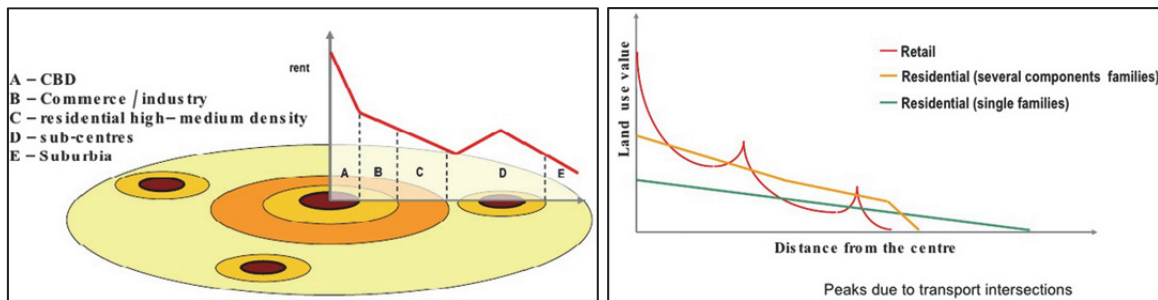 rent
A – CBD
B – Commerce / industry
C – residential high – medium density
D – sub-centres
E – Suburbia
A
B
C
D
E
Land use value
Retail
Residential (several components families)
Residential (single families)
Distance from the centre
Peaks due to transport intersections